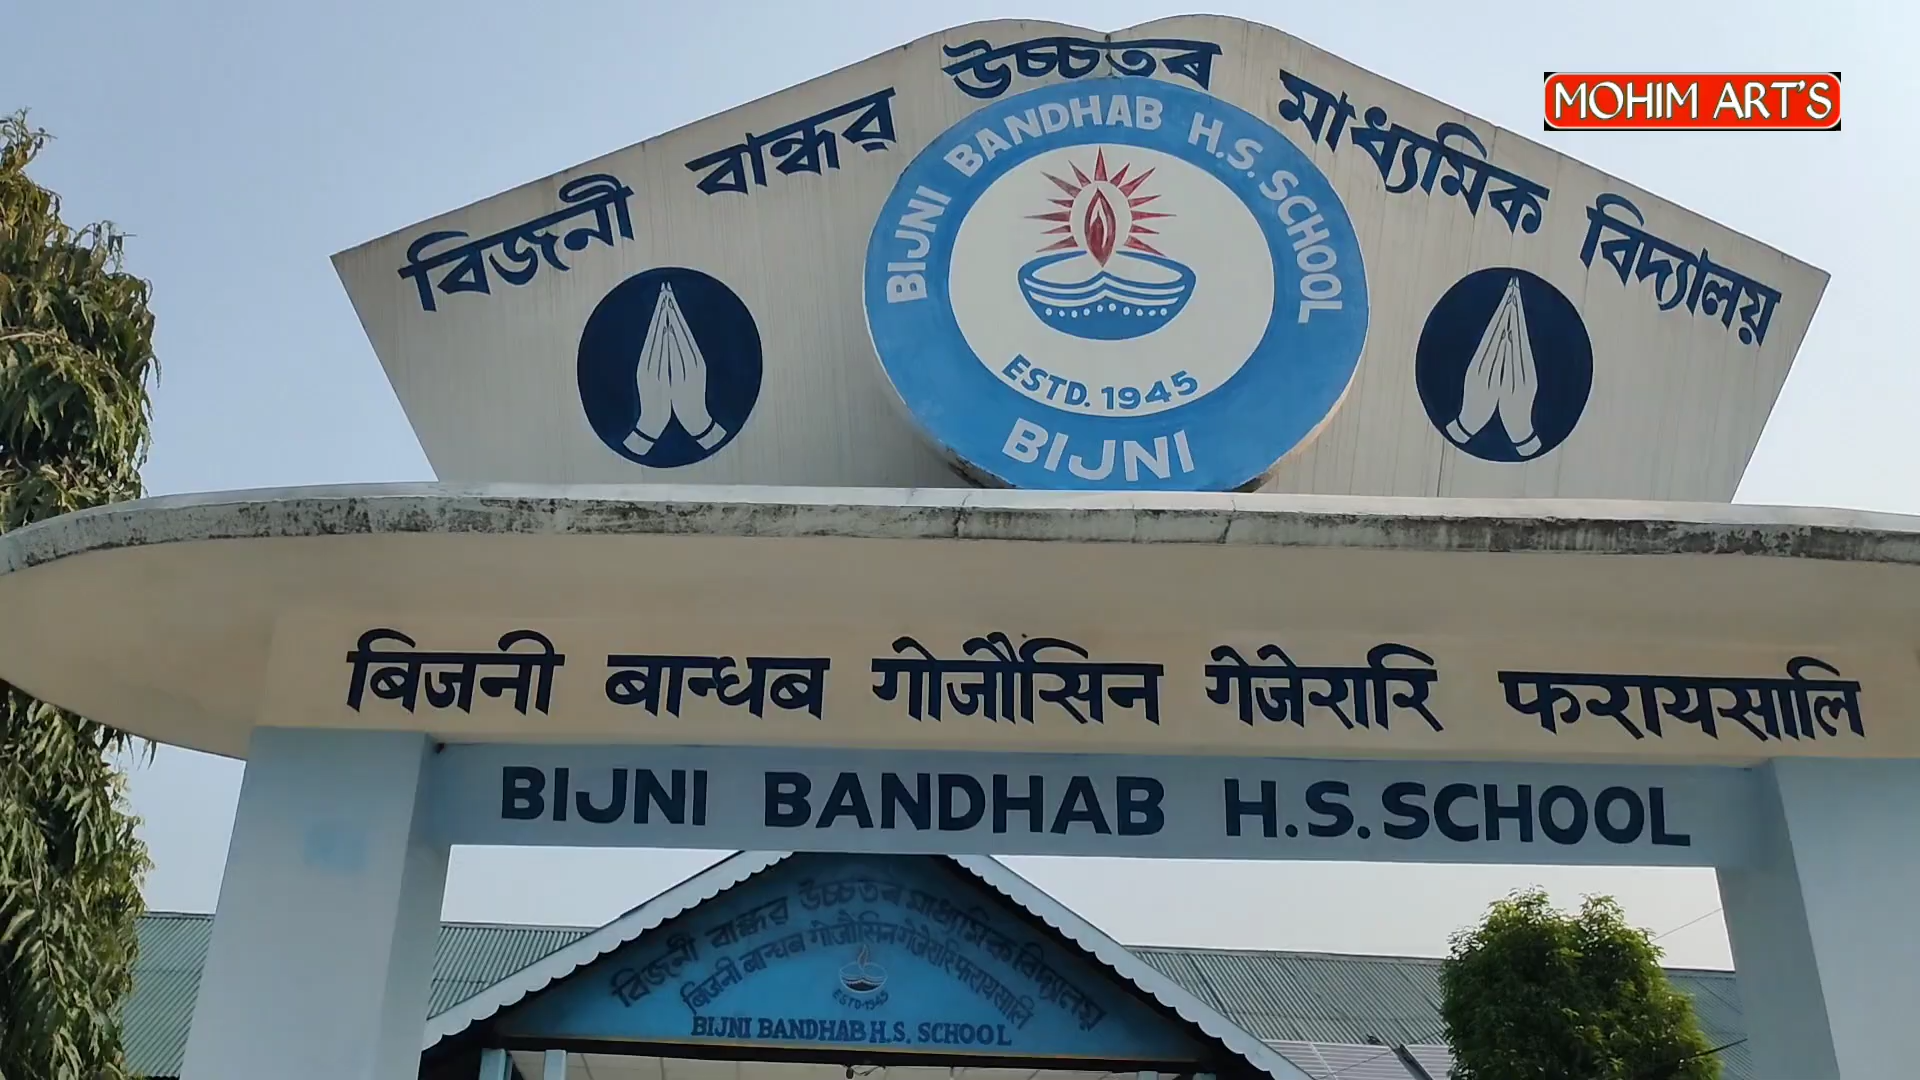 বিজনী বান্ধৱ উচ্চতৰ মাধ্যমিক বিদ্যালয়
MOHIM ART'S
BIJNI BANDHAB H.S. SCHOOL
ESTD. 1945
BIJNI
बिजनी बान्धब गोजौसिन गेजेरारि फरायसालि
BIJNI BANDHAB H.S.SCHOOL
বিজনী বান্ধৱ উচ্চতৰ মাধ্যমিক বিদ্যালয়
बिजनी बान्धब गोजौसिन गेजेरारि फरायसालि
ESTD-1945
BIJNI BANDHAB H.S. SCHOOL